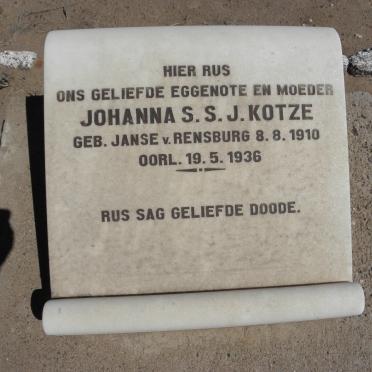 HIER RUS
ONS GELIEFDE EGGENOTE EN MOEDER
JOHANNA S. S. J. KOTZE
GEB. JANSE v. RENSBURG 8. 8. 1910
OORL. 19. 5. 1936
RUS SAG GELIEFDE DOODE.